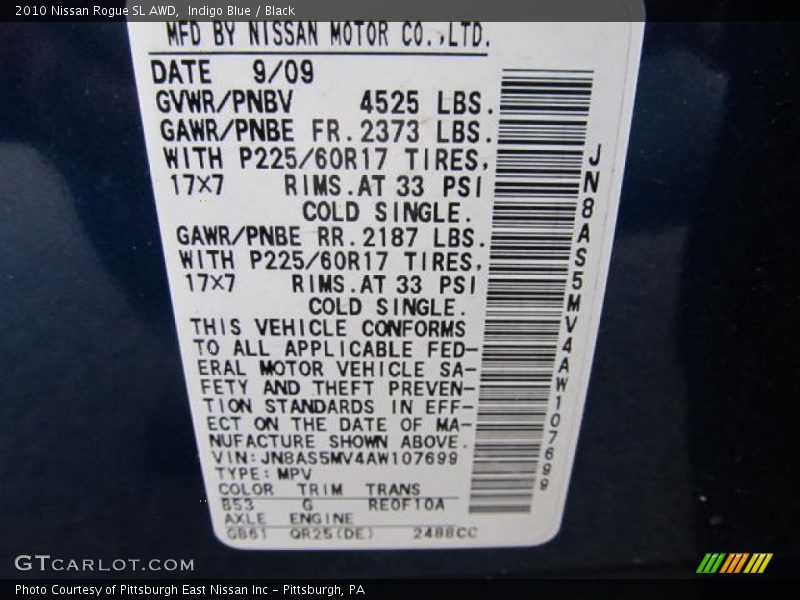 2010 Nissan Rogue SL AWD,  Indigo Blue / Black
MFD BY NISSAN MOTOR CO.,LTD.
DATE 9/09
GVWR/PNBV 4525 LBS.
GAWR/PNBE FR. 2373 LBS.
WITH P225/60R17 TIRES,
17X7 RIMS. AT 33 PSI
COLD SINGLE.
GAWR/PNBE RR. 2187 LBS.
WITH P225/60R17 TIRES,
17X7 RIMS. AT 33 PSI
COLD SINGLE.
THIS VEHICLE CONFORMS
TO ALL APPLICABLE FED-
ERAL MOTOR VEHICLE SA-
FETY AND THEFT PREVEN-
TION STANDARDS IN EFF-
ECT ON THE DATE OF MA-
NUFACTURE SHOWN ABOVE.
VIN: JN8AS5MV4AW107699
TYPE: MPV
COLOR TRIM TRANS
B53 G RE0F10A
AXLE ENGINE
GB61 QR25(DE) 2488CC
JN8AS5MV4AW107699
GTCARLOT.COM
Photo Courtesy of Pittsburgh East Nissan Inc - Pittsburgh, PA